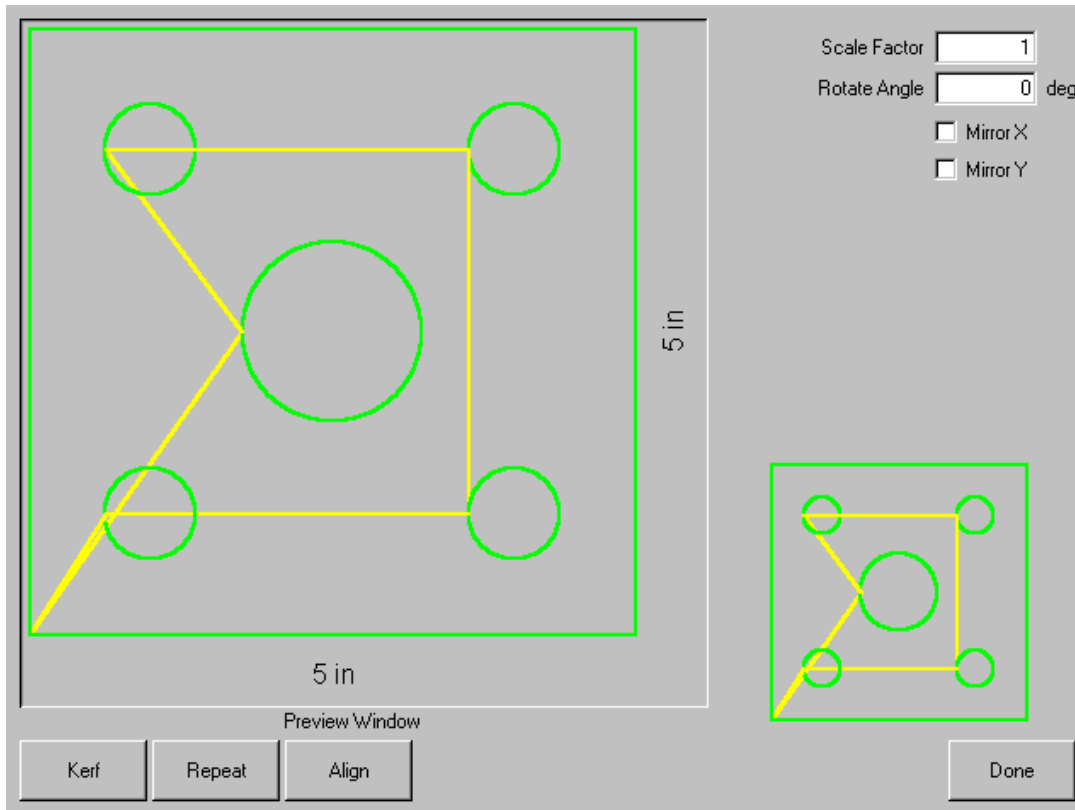 Scale Factor 1
Rotate Angle 0 deg
Mirror X
Mirror Y
5 in
5 in
Preview Window
Kerf Repeat Align Done